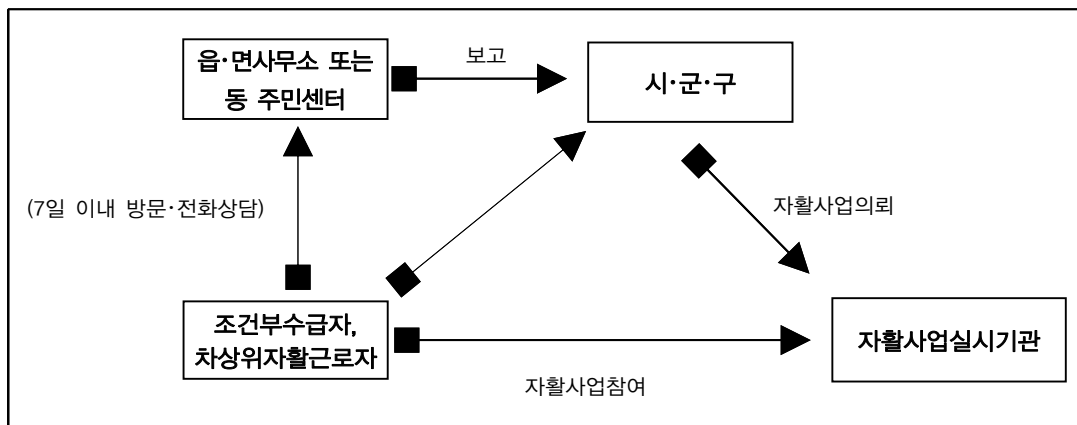 읍·면사무소 또는
동 주민센터
보고
시·군·구
(7일 이내 방문·전화상담)
자활사업의뢰
조건부수급자,
차상위자활근로자
자활사업실시기관
자활사업참여